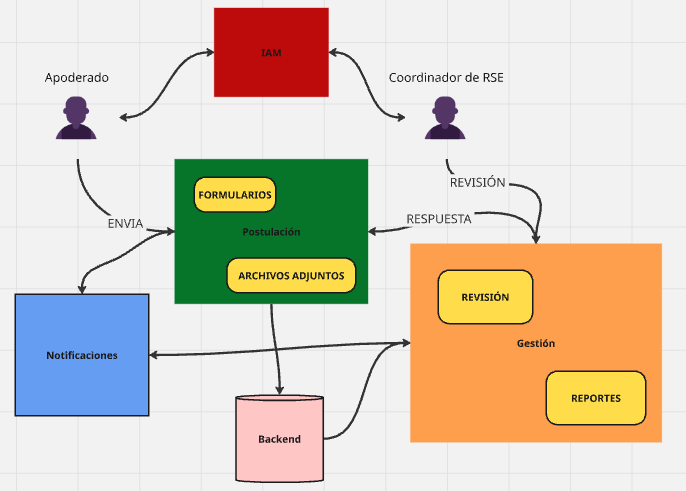 IAM
Apoderado
Coordinador de RSE
REVISIÓN
FORMULARIOS
ENVIA
RESPUESTA
Postulación
ARCHIVOS ADJUNTOS
REVISIÓN
Gestión
Notificaciones
REPORTES
Backend